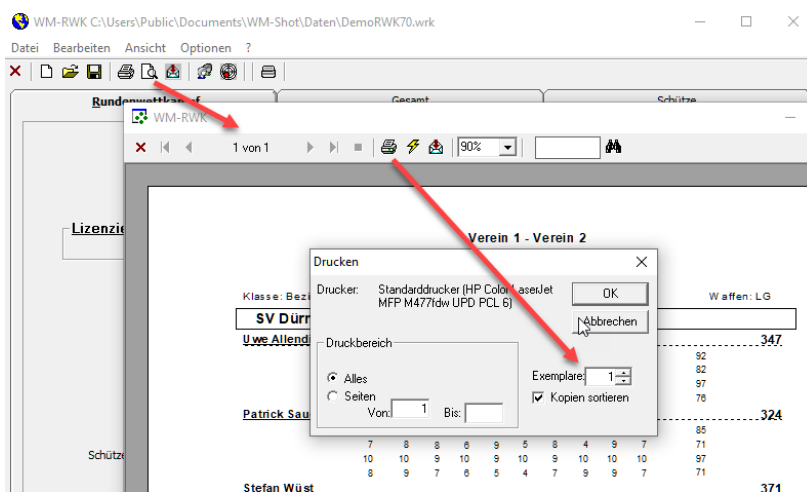 WM-RWK C:\Users\Public\Documents\WM-Shot\Daten\DemoRWK70.wrk
Datei Bearbeiten Ansicht Optionen ?
Rundenwettkampf Gesamt Schütze
WM-RWK
1 von 1 90%
Lizenzie
Verein 1 - Verein 2
Drucken
Drucker: Standarddrucker (HP Color LaserJet
MFP M477fdw UPD PCL 6)
OK
Abbrechen
Klasse: Bezi Waffen: LG
SV Dürr
Uwe Allendi 347
Druckbereich
92
82
Alles
Exemplare: 1
97
Seiten
Kopien sortieren
76
Von: 1 Bis:
Patrick Sau 324
85
7 8 8 6 9 5 8 4 9 7 71
Schütze
10 10 9 10 9 10 9 10 10 10 97
8 9 7 6 5 4 7 9 9 7 71
Stefan Wüst 371